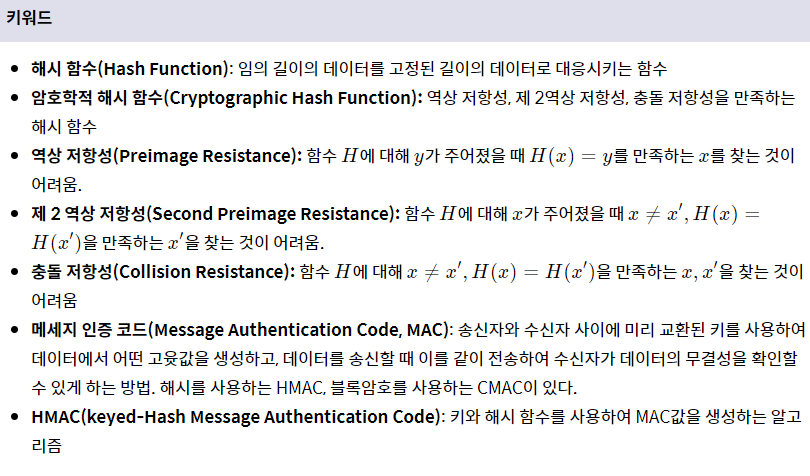 키워드
• 해시 함수(Hash Function): 임의 길이의 데이터를 고정된 길이의 데이터로 대응시키는 함수
• 암호학적 해시 함수(Cryptographic Hash Function): 역상 저항성, 제 2역상 저항성, 충돌 저항성을 만족하는
해시 함수
• 역상 저항성(Preimage Resistance): 함수 H에 대해 y가 주어졌을 때 H(x) = y를 만족하는 x를 찾는 것이
어려움.
• 제 2 역상 저항성(Second Preimage Resistance): 함수 H에 대해 x가 주어졌을 때 x ≠ x′, H(x) =
H(x′)을 만족하는 x′을 찾는 것이 어려움.
• 충돌 저항성(Collision Resistance): 함수 H에 대해 x ≠ x′, H(x) = H(x′)을 만족하는 x, x′을 찾는 것이
어려움
• 메세지 인증 코드(Message Authentication Code, MAC): 송신자와 수신자 사이에 미리 교환된 키를 사용하여
데이터에서 어떤 고윳값을 생성하고, 데이터를 송신할 때 이를 같이 전송하여 수신자가 데이터의 무결성을 확인할
수 있게 하는 방법. 해시를 사용하는 HMAC, 블록암호를 사용하는 CMAC이 있다.
• HMAC(keyed-Hash Message Authentication Code): 키와 해시 함수를 사용하여 MAC값을 생성하는 알고
리즘